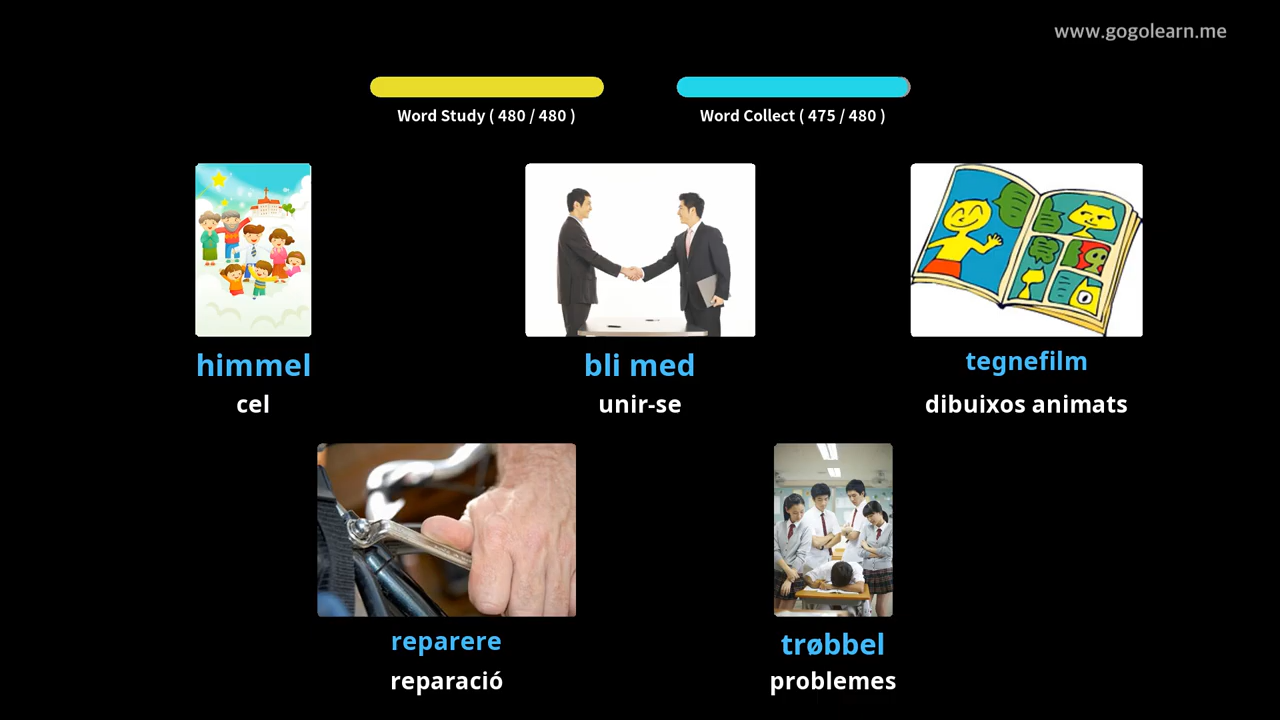 www.gogolearn.me
Word Study ( 480 / 480 )
Word Collect ( 475 / 480 )
himmel
cel
bli med
unir-se
tegnefilm
dibuixos animats
reparere
reparació
trøbbel
problemes